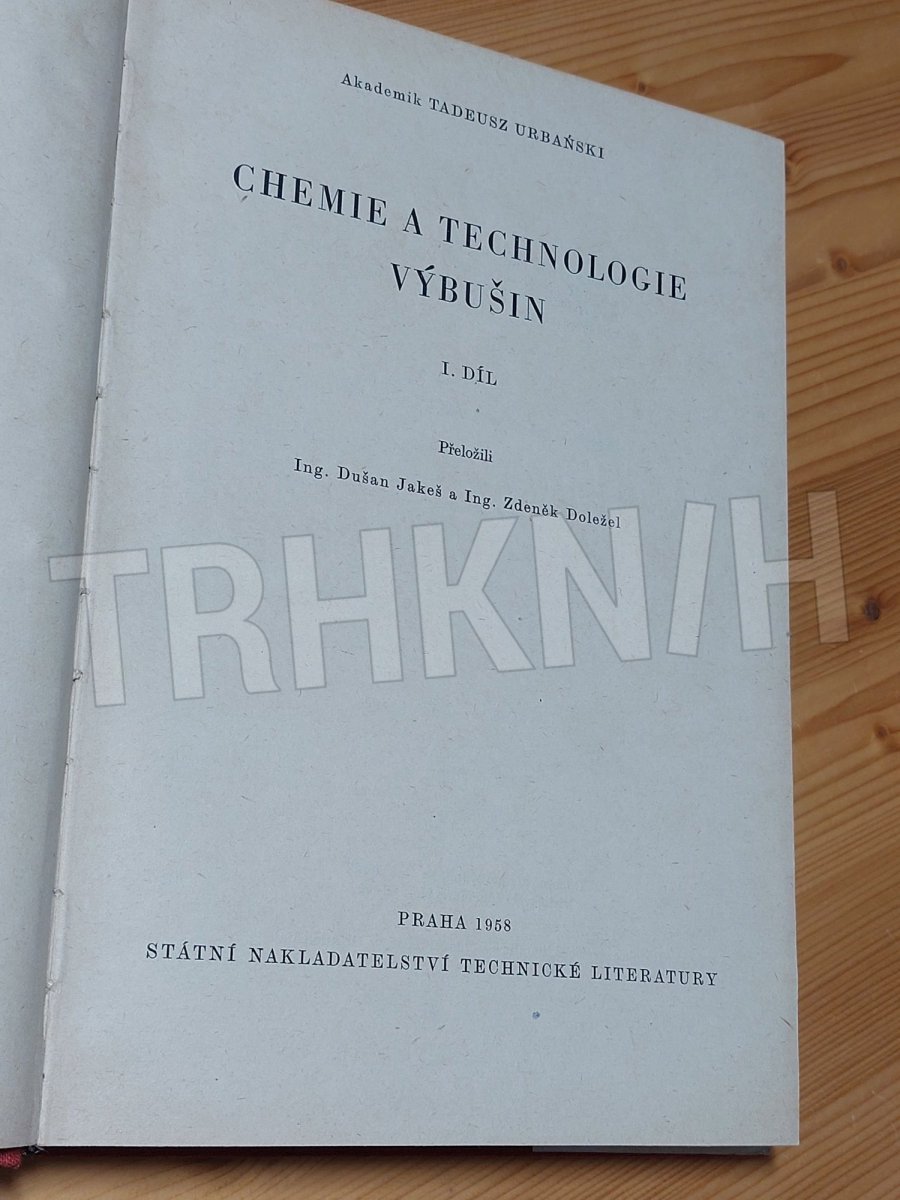 Akademik TADEUSZ URBAŃSKI
CHEMIE A TECHNOLOGIE
VÝBUŠIN
I. DÍL
Přeložili
Ing. Dušan Jakeš a Ing. Zdeněk Doležel
TRHKNIH
PRAHA 1958
STÁTNÍ NAKLADATELSTVÍ TECHNICKÉ LITERATURY